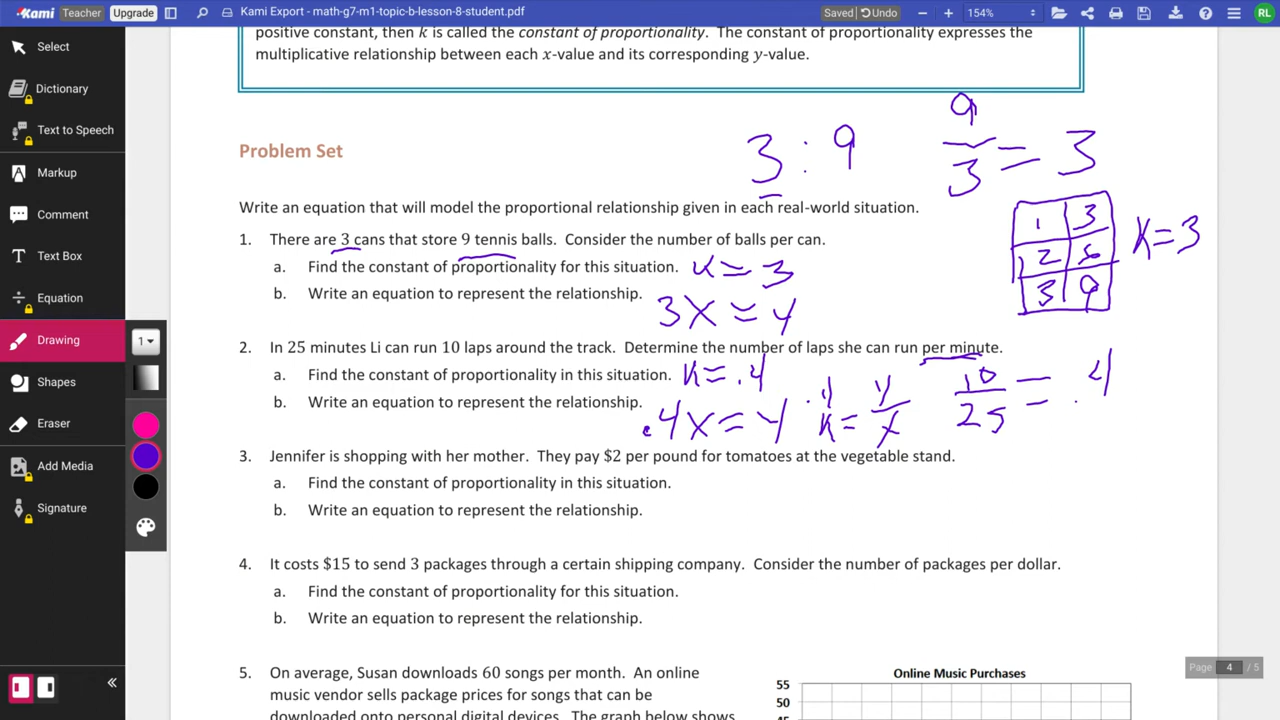 Kami Teacher Upgrade Kami Export - math-g7-m1-topic-b-lesson-8-student.pdf Saved Undo 154% RL
Select
Dictionary
Text to Speech
Markup
Comment
Text Box
Equation
Drawing
1
Shapes
Eraser
Add Media
Signature
positive constant, then k is called the constant of proportionality. The constant of proportionality expresses the
multiplicative relationship between each x-value and its corresponding y-value.
3 : 9
9/3 = 3
Problem Set
Write an equation that will model the proportional relationship given in each real-world situation.
1 3
2 6
3 9
K=3
1. There are 3 cans that store 9 tennis balls. Consider the number of balls per can.
a. Find the constant of proportionality for this situation. K = 3
b. Write an equation to represent the relationship. 3X = y
2. In 25 minutes Li can run 10 laps around the track. Determine the number of laps she can run per minute.
a. Find the constant of proportionality in this situation. K = .4
b. Write an equation to represent the relationship. .4x = y
k = y/x
10/25 = .4
3. Jennifer is shopping with her mother. They pay $2 per pound for tomatoes at the vegetable stand.
a. Find the constant of proportionality in this situation.
b. Write an equation to represent the relationship.
4. It costs $15 to send 3 packages through a certain shipping company. Consider the number of packages per dollar.
a. Find the constant of proportionality for this situation.
b. Write an equation to represent the relationship.
5. On average, Susan downloads 60 songs per month. An online
music vendor sells package prices for songs that can be
downloaded onto personal digital devices. The graph below shows
Online Music Purchases
55
50
45
Page 4 / 5